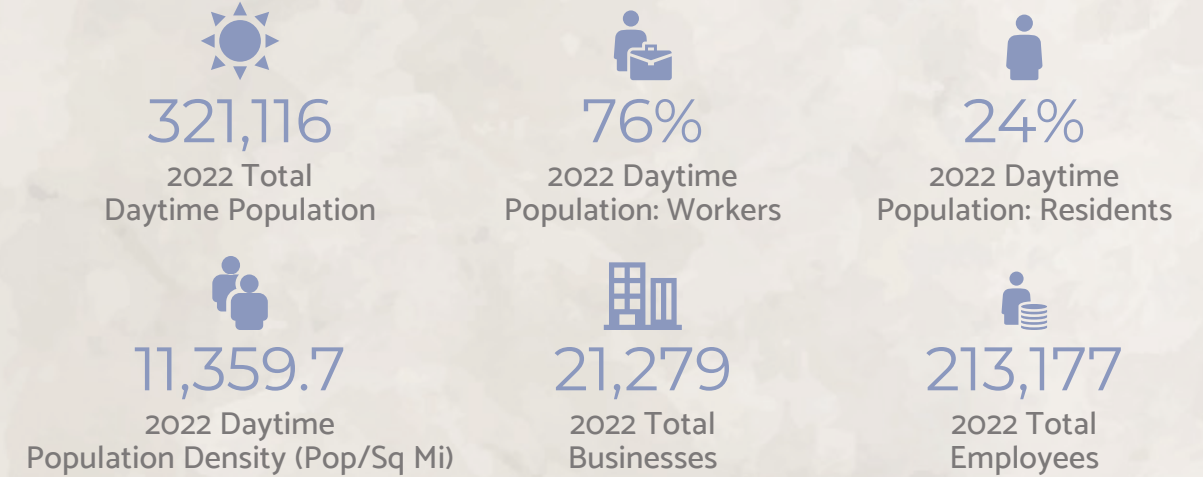 321,116
2022 Total
Daytime Population
76%
2022 Daytime
Population: Workers
24%
2022 Daytime
Population: Residents
11,359.7
2022 Daytime
Population Density (Pop/Sq Mi)
21,279
2022 Total
Businesses
213,177
2022 Total
Employees